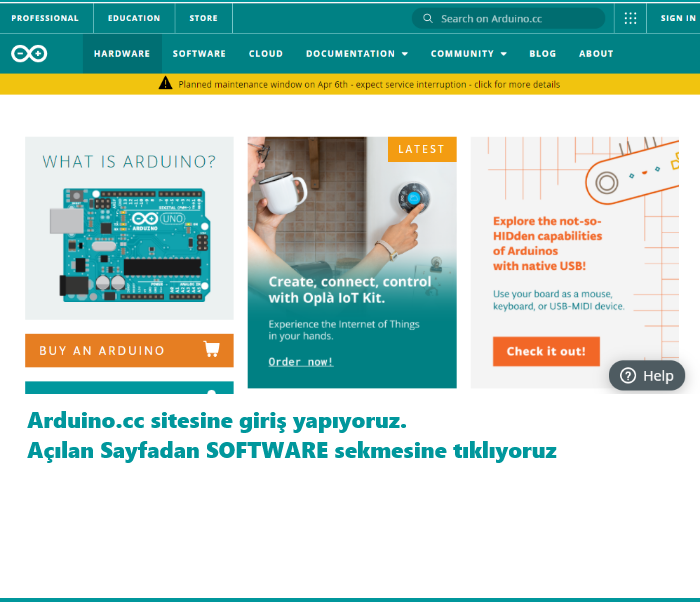 PROFESSIONAL EDUCATION STORE Search on Arduino.cc SIGN IN
HARDWARE SOFTWARE CLOUD DOCUMENTATION COMMUNITY BLOG ABOUT
Planned maintenance window on Apr 6th - expect service interruption - click for more details
WHAT IS ARDUINO?
UNO
ARDUINO
BUY AN ARDUINO
LATEST
Create, connect, control
with Oplà IoT Kit.
Experience the Internet of Things
in your hands.
Order now!
Explore the not-so-
HIDden capabilities
of Arduinos
with native USB!
Use your board as a mouse,
keyboard, or USB-MIDI device.
Check it out!
Help
Arduino.cc sitesine giriş yapıyoruz.
Açılan Sayfadan SOFTWARE sekmesine tıklıyoruz